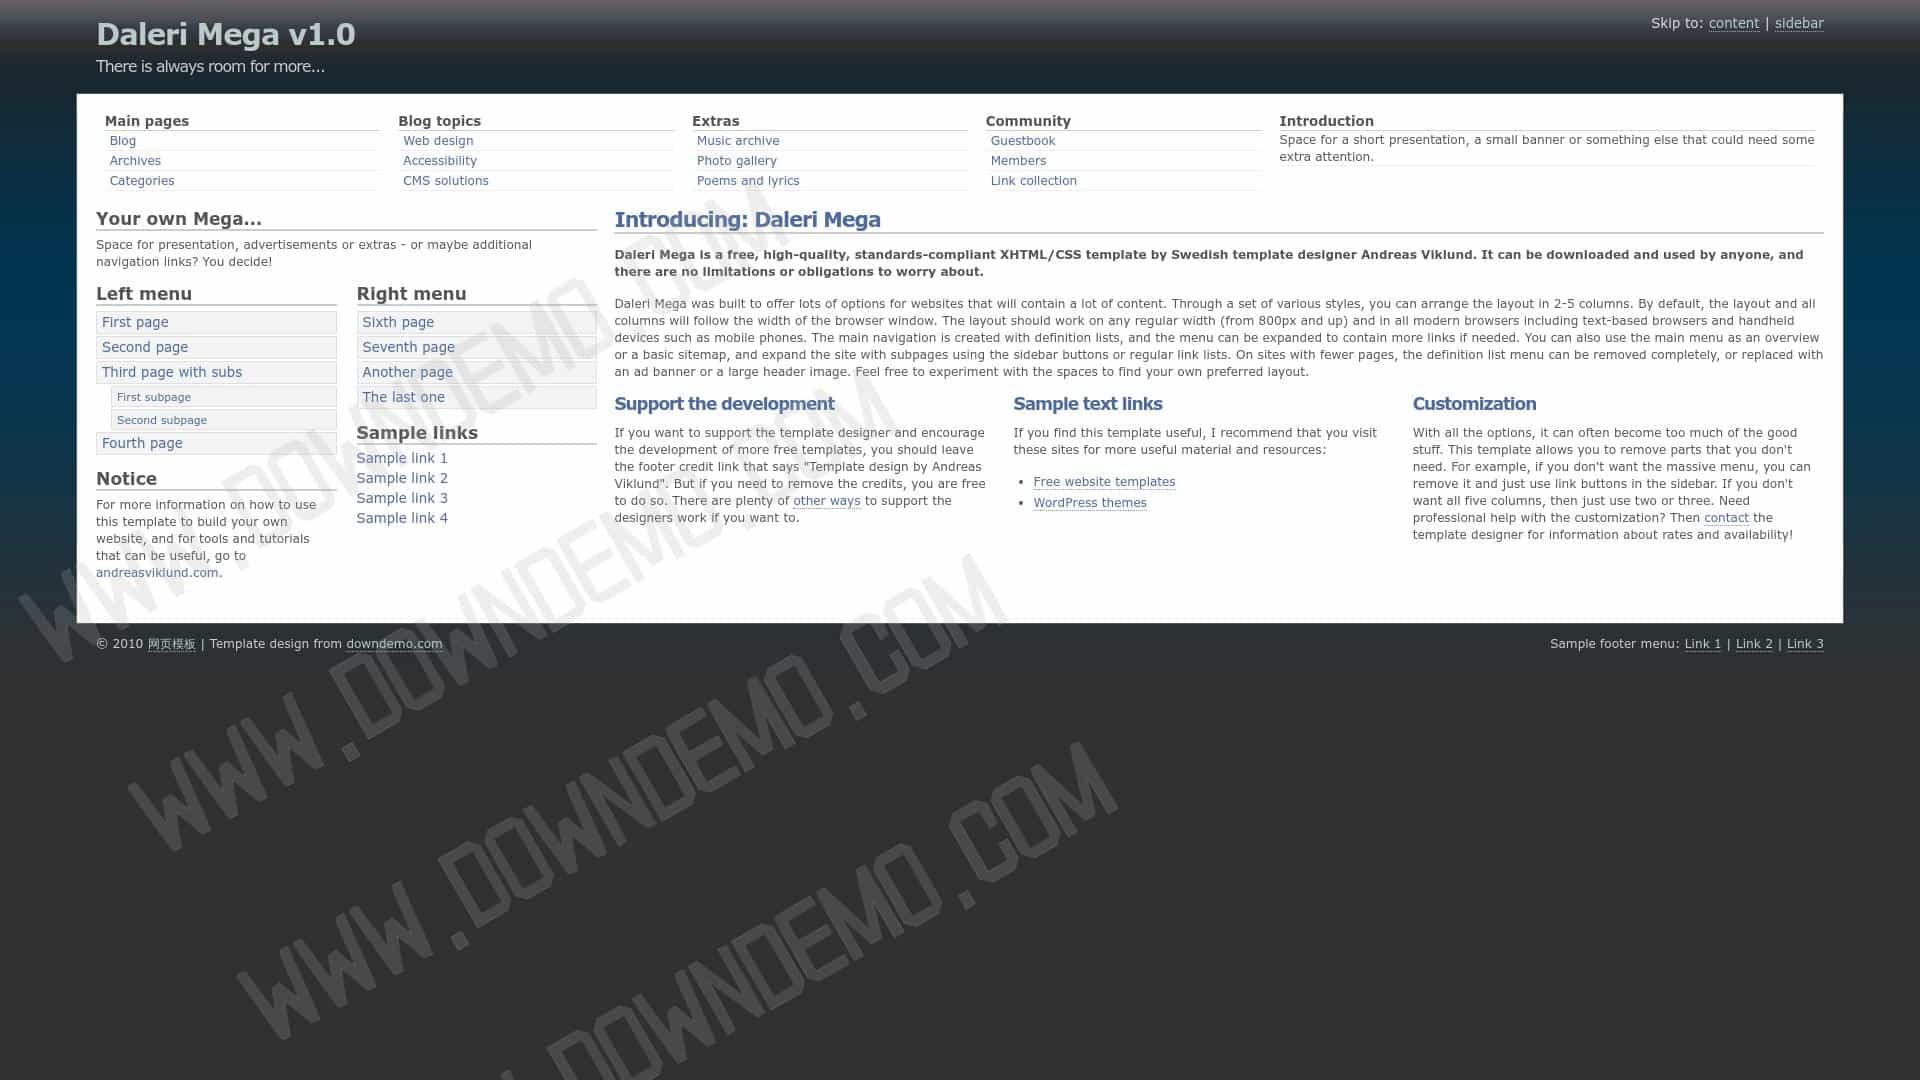 Daleri Mega v1.0
There is always room for more...
Skip to: content | sidebar
Main pages
Blog
Archives
Categories
Blog topics
Web design
Accessibility
CMS solutions
Extras
Music archive
Photo gallery
Poems and lyrics
Community
Guestbook
Members
Link collection
Introduction
Space for a short presentation, a small banner or something else that could need some
extra attention.
Your own Mega...
Space for presentation, advertisements or extras - or maybe additional
navigation links? You decide!
Left menu
First page
Second page
Third page with subs
First subpage
Second subpage
Fourth page
Notice
For more information on how to use
this template to build your own
website, and for tools and tutorials
that can be useful, go to
andreasviklund.com.
Right menu
Sixth page
Seventh page
Another page
The last one
Sample links
Sample link 1
Sample link 2
Sample link 3
Sample link 4
Introducing: Daleri Mega
Daleri Mega is a free, high-quality, standards-compliant XHTML/CSS template by Swedish template designer Andreas Viklund. It can be downloaded and used by anyone, and
there are no limitations or obligations to worry about.
Daleri Mega was built to offer lots of options for websites that will contain a lot of content. Through a set of various styles, you can arrange the layout in 2-5 columns. By default, the layout and all
columns will follow the width of the browser window. The layout should work on any regular width (from 800px and up) and in all modern browsers including text-based browsers and handheld
devices such as mobile phones. The main navigation is created with definition lists, and the menu can be expanded to contain more links if needed. You can also use the main menu as an overview
or a basic sitemap, and expand the site with subpages using the sidebar buttons or regular link lists. On sites with fewer pages, the definition list menu can be removed completely, or replaced with
an ad banner or a large header image. Feel free to experiment with the spaces to find your own preferred layout.
Support the development
If you want to support the template designer and encourage
the development of more free templates, you should leave
the footer credit link that says "Template design by Andreas
Viklund". But if you need to remove the credits, you are free
to do so. There are plenty of other ways to support the
designers work if you want to.
Sample text links
If you find this template useful, I recommend that you visit
these sites for more useful material and resources:
Free website templates
WordPress themes
Customization
With all the options, it can often become too much of the good
stuff. This template allows you to remove parts that you don't
need. For example, if you don't want the massive menu, you can
remove it and just use link buttons in the sidebar. If you don't
want all five columns, then just use two or three. Need
professional help with the customization? Then contact the
template designer for information about rates and availability!
© 2010 网页模板 | Template design from downdemo.com
Sample footer menu: Link 1 | Link 2 | Link 3
WWW.DOWNDEMO.COM
WWW.DOWNDEMO.COM
WWW.DOWNDEMO.COM
DOWNDEMO.COM